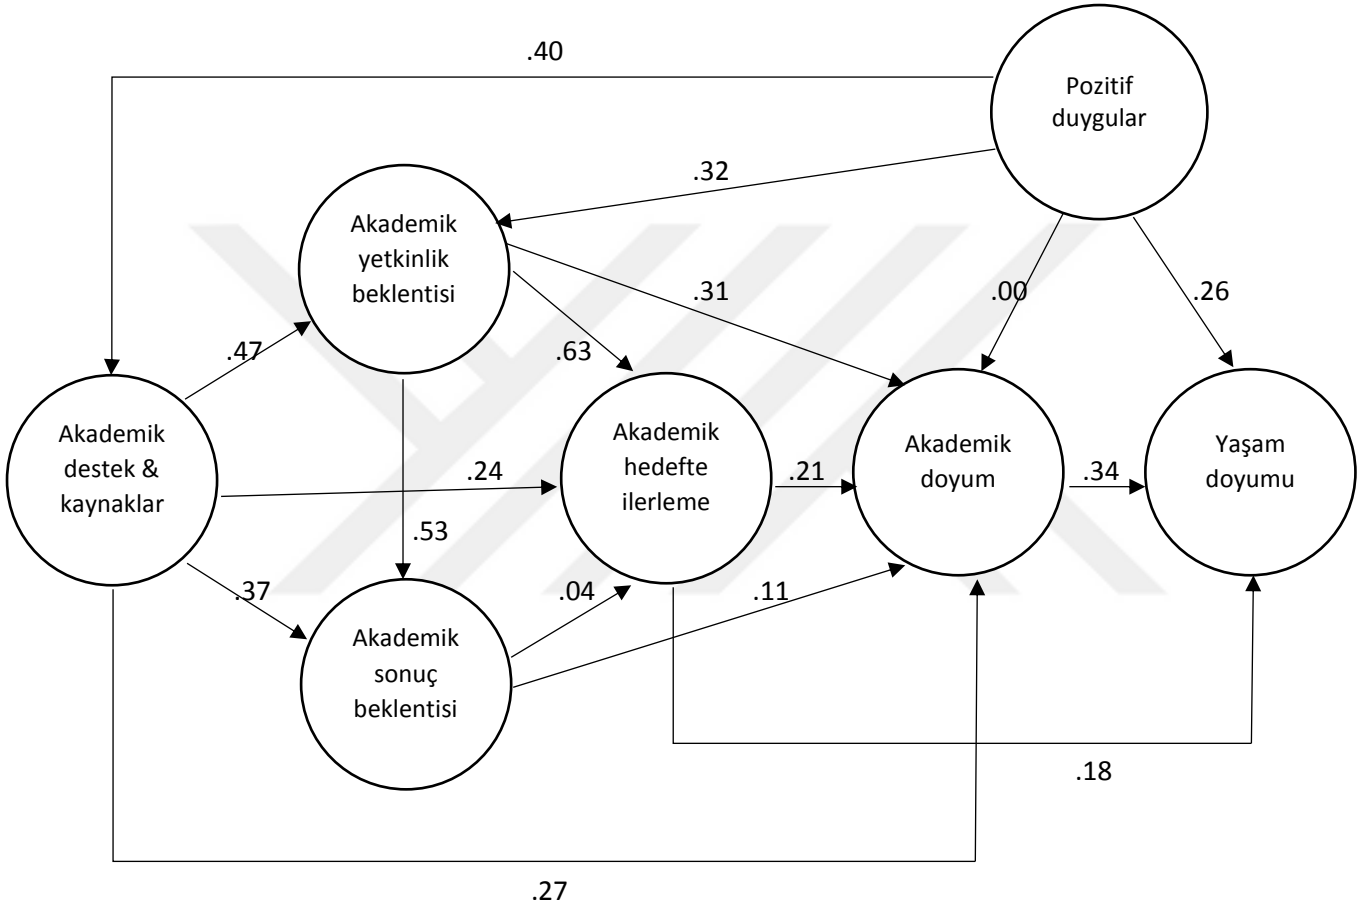 .40
Pozitif
duygular
.32
Akademik
yetkinlik
beklentisi
.31
.00
.26
.47
.63
Akademik
destek &
kaynaklar
.24
Akademik
hedefte
ilerleme
.21
Akademik
doyum
.34
Yaşam
doyumu
.53
.37
.04
.11
Akademik
sonuç
beklentisi
.18
.27